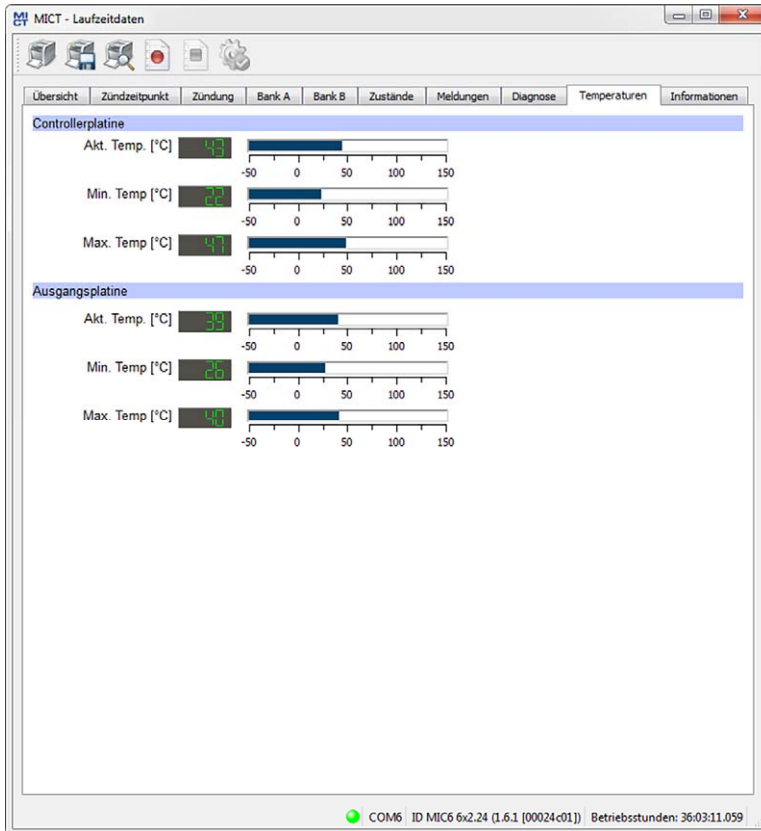 MICT - Laufzeitdaten
Übersicht Zündzeitpunkt Zündung Bank A Bank B Zustände Meldungen Diagnose Temperaturen Informationen
Controllerplatine
Akt. Temp. [°C] 43
-50 0 50 100 150
Min. Temp [°C] 22
-50 0 50 100 150
Max. Temp [°C] 47
-50 0 50 100 150
Ausgangsplatine
Akt. Temp. [°C] 39
-50 0 50 100 150
Min. Temp [°C] 26
-50 0 50 100 150
Max. Temp [°C] 40
-50 0 50 100 150
COM6 ID MIC6 6x2.24 (1.6.1 [00024c01]) Betriebsstunden: 36:03:11.059